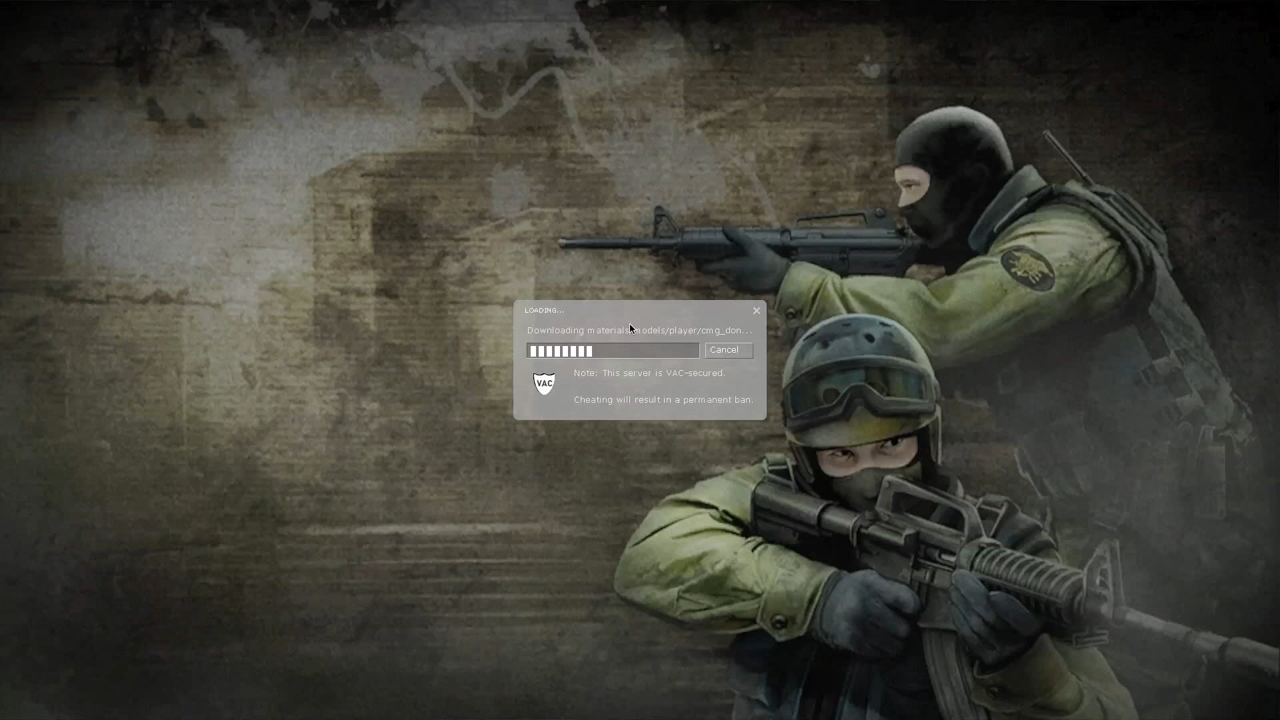 LOADING...
Downloading materials/models/player/cmg_don...
Cancel
VAC
Note: This server is VAC-secured.
Cheating will result in a permanent ban.